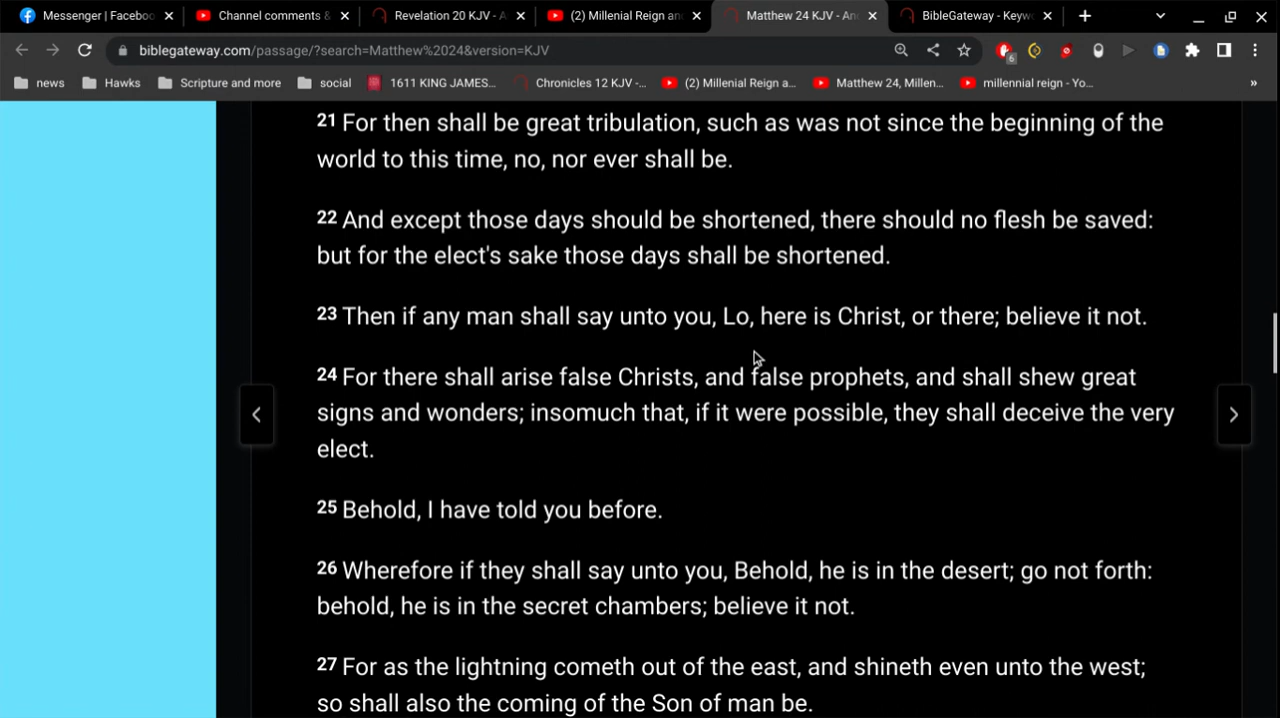 Messenger | Faceboo
Channel comments &
Revelation 20 KJV - A
(2) Millenial Reign an
Matthew 24 KJV - An
BibleGateway - Keyw
biblegateway.com/passage/?search=Matthew%2024&version=KJV
6
news
Hawks
Scripture and more
social
1611 KING JAMES...
Chronicles 12 KJV -...
(2) Millenial Reign a...
Matthew 24, Millen...
millennial reign - Yo...
»
21 For then shall be great tribulation, such as was not since the beginning of the
world to this time, no, nor ever shall be.
22 And except those days should be shortened, there should no flesh be saved:
but for the elect's sake those days shall be shortened.
23 Then if any man shall say unto you, Lo, here is Christ, or there; believe it not.
24 For there shall arise false Christs, and false prophets, and shall shew great
signs and wonders; insomuch that, if it were possible, they shall deceive the very
elect.
25 Behold, I have told you before.
26 Wherefore if they shall say unto you, Behold, he is in the desert; go not forth:
behold, he is in the secret chambers; believe it not.
27 For as the lightning cometh out of the east, and shineth even unto the west;
so shall also the coming of the Son of man be.